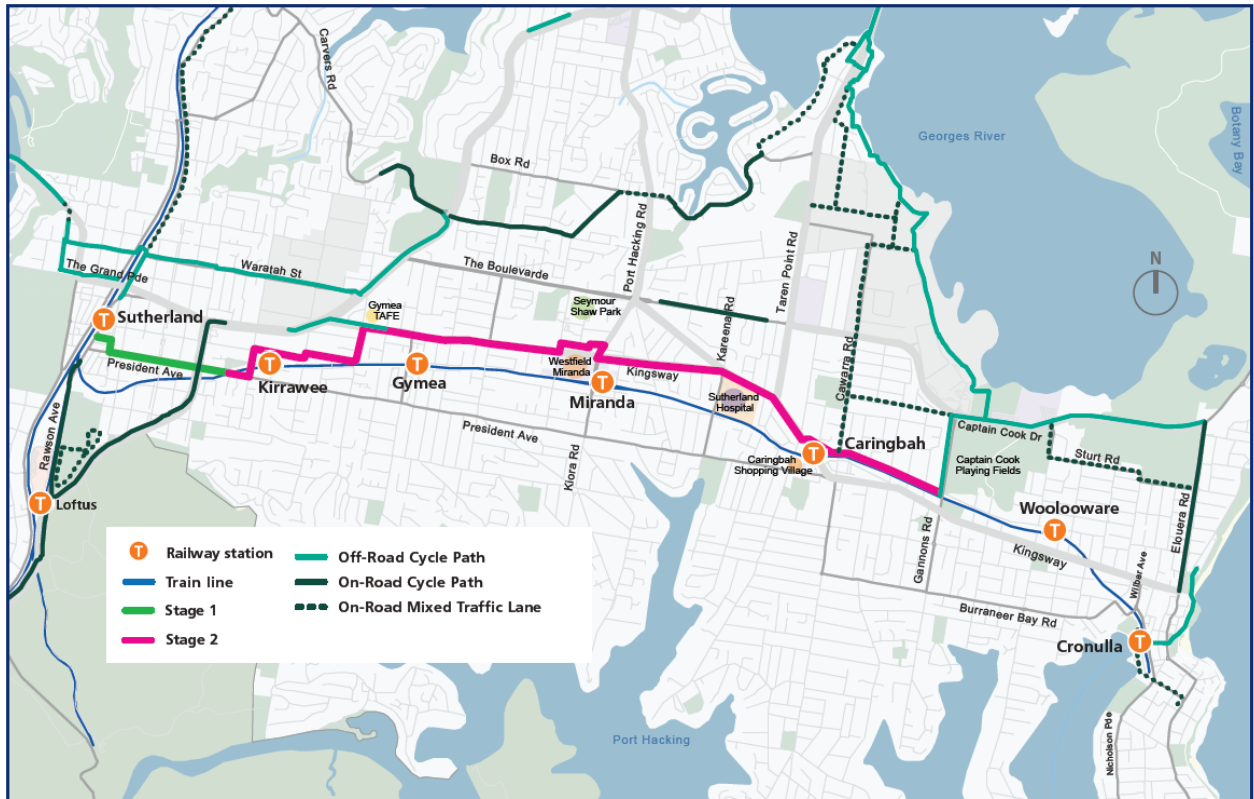 Carvers Rd
Georges River
Botany Bay
Box Rd
Port Hacking Rd
Taren Point Rd
The Grand Pde
Waratah St
The Boulevarde
N
Sutherland
Gymea
TAFE
Seymour
Shaw Park
Kareena Rd
President Ave
Kirrawee
Gymea
Westfield
Miranda
Miranda
Kingsway
Sutherland
Hospital
Cawarra Rd
Rawson Ave
President Ave
Kiora Rd
Caringbah
Caringbah
Shopping Village
Captain Cook Dr
Captain Cook
Playing Fields
Sturt Rd
Elouera Rd
Loftus
Woolooware
Gannons Rd
Kingsway
Wilbar Ave
Burraneer Bay Rd
Cronulla
Nicholson Pde
Port Hacking
T Railway station
Train line
Stage 1
Stage 2
Off-Road Cycle Path
On-Road Cycle Path
On-Road Mixed Traffic Lane
T
T
T
T
T
T
T
T